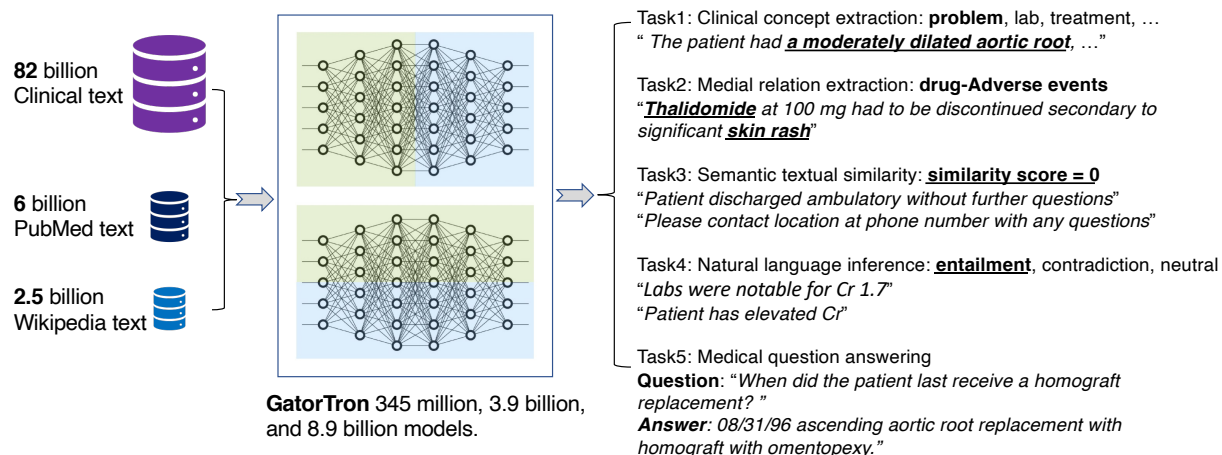 82 billion
Clinical text
6 billion
PubMed text
2.5 billion
Wikipedia text
GatorTron 345 million, 3.9 billion,
and 8.9 billion models.
Task1: Clinical concept extraction: problem, lab, treatment, …
“ The patient had a moderately dilated aortic root, …”
Task2: Medial relation extraction: drug-Adverse events
“Thalidomide at 100 mg had to be discontinued secondary to
significant skin rash”
Task3: Semantic textual similarity: similarity score = 0
“Patient discharged ambulatory without further questions”
“Please contact location at phone number with any questions”
Task4: Natural language inference: entailment, contradiction, neutral
“Labs were notable for Cr 1.7”
“Patient has elevated Cr”
Task5: Medical question answering
Question: “When did the patient last receive a homograft
replacement? ”
Answer: 08/31/96 ascending aortic root replacement with
homograft with omentopexy.”